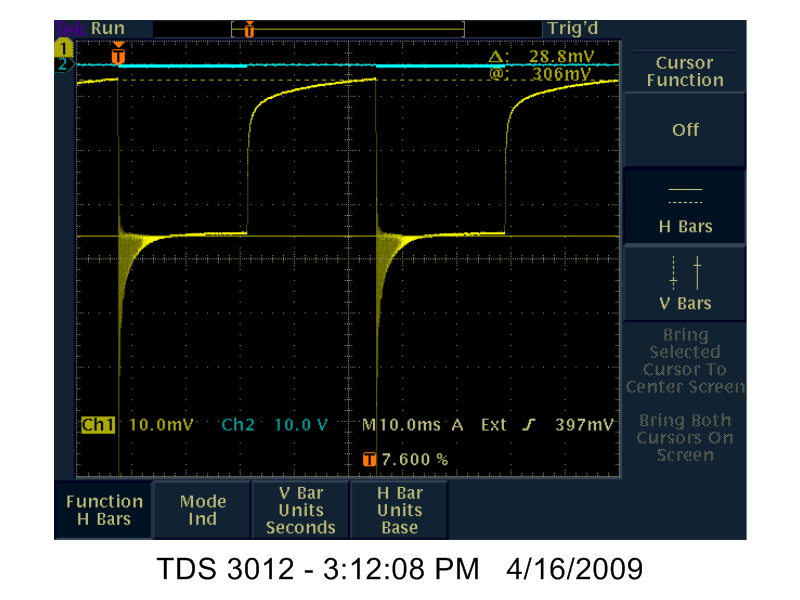 Tek Run Trig'd
1
2
T
T
Δ: 28.8mV
@: 306mV
Cursor
Function
Off
H Bars
V Bars
Bring
Selected
Cursor To
Center Screen
Bring Both
Cursors On
Screen
Ch1 10.0mV Ch2 10.0 V M10.0ms A Ext ƒ 397mV
T 7.600 %
Function
H Bars
Mode
Ind
V Bar
Units
Seconds
H Bar
Units
Base
TDS 3012 - 3:12:08 PM 4/16/2009